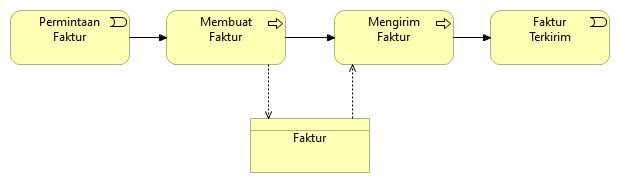 Permintaan
Faktur
Membuat
Faktur
Mengirim
Faktur
Faktur
Terkirim
Faktur